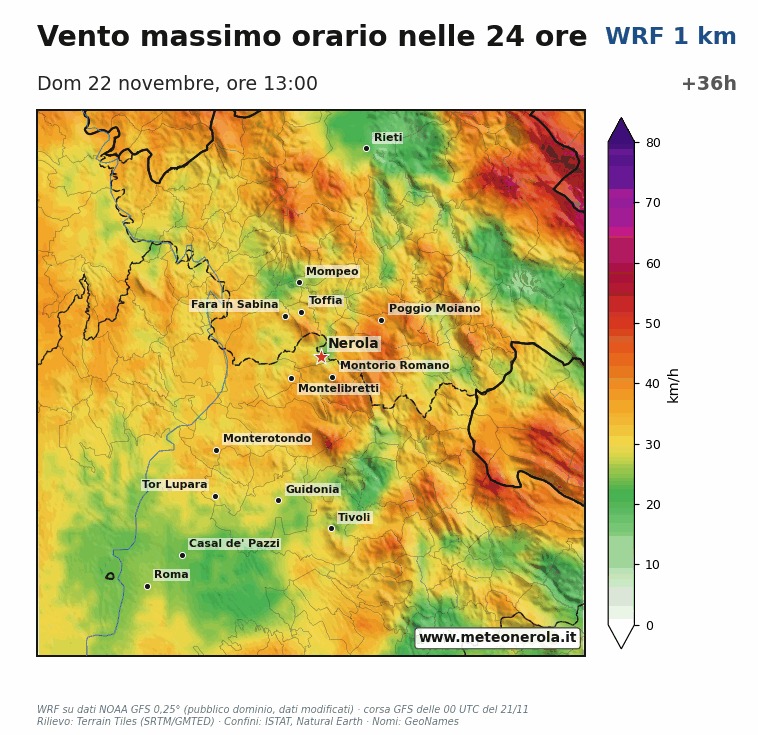 Vento massimo orario nelle 24 ore WRF 1 km
Dom 22 novembre, ore 13:00 +36h
Rieti
Mompeo
Fara in Sabina
Toffia
Poggio Moiano
Nerola
Montorio Romano
Montelibretti
Monterotondo
Tor Lupara
Guidonia
Tivoli
Casal de' Pazzi
Roma
www.meteonerola.it
80
70
60
50
40
30
20
10
0
km/h
WRF su dati NOAA GFS 0,25° (pubblico dominio, dati modificati) · corsa GFS delle 00 UTC del 21/11
Rilievo: Terrain Tiles (SRTM/GMTED) · Confini: ISTAT, Natural Earth · Nomi: GeoNames